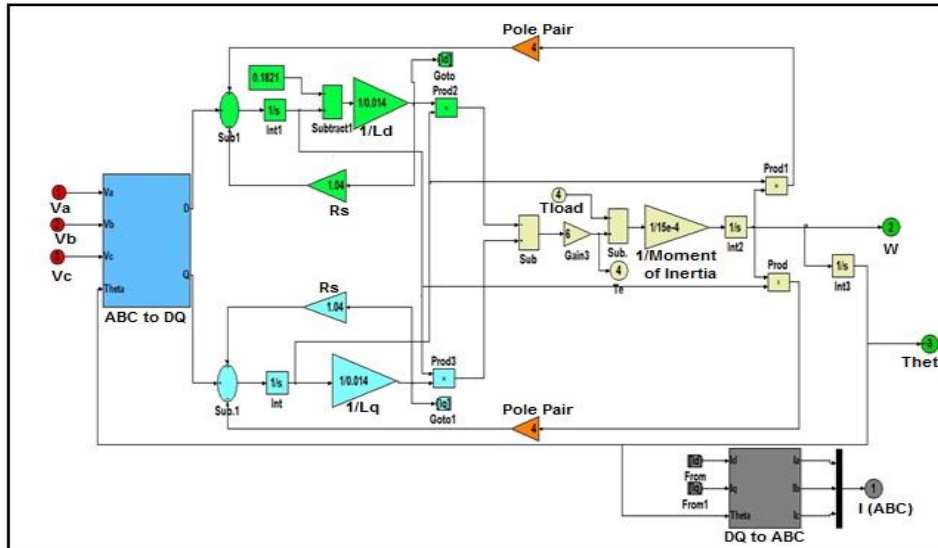 Pole Pair
4
[Id]
Goto
0.1821
1/s
Int1
Sub1
Subtract1
1/0.014
1/Ld
Prod2
×
1.04
Rs
1
Va
2
Vb
3
Vc
Va
Vb
Vc
Theta
D
Q
ABC to DQ
4
Tload
Sub
6
Gain3
4
Te
Sub.
1/15e-4
1/Moment
of Inertia
1/s
Int2
Prod1
×
Prod
×
2
W
1/s
Int3
3
Thet
Rs
1.04
Sub.1
1/s
Int
1/0.014
1/Lq
Prod3
×
[Iq]
Goto1
Pole Pair
4
[Id]
From
[Iq]
From1
Id
Iq
Theta
Ia
Ib
Ic
DQ to ABC
1
I (ABC)